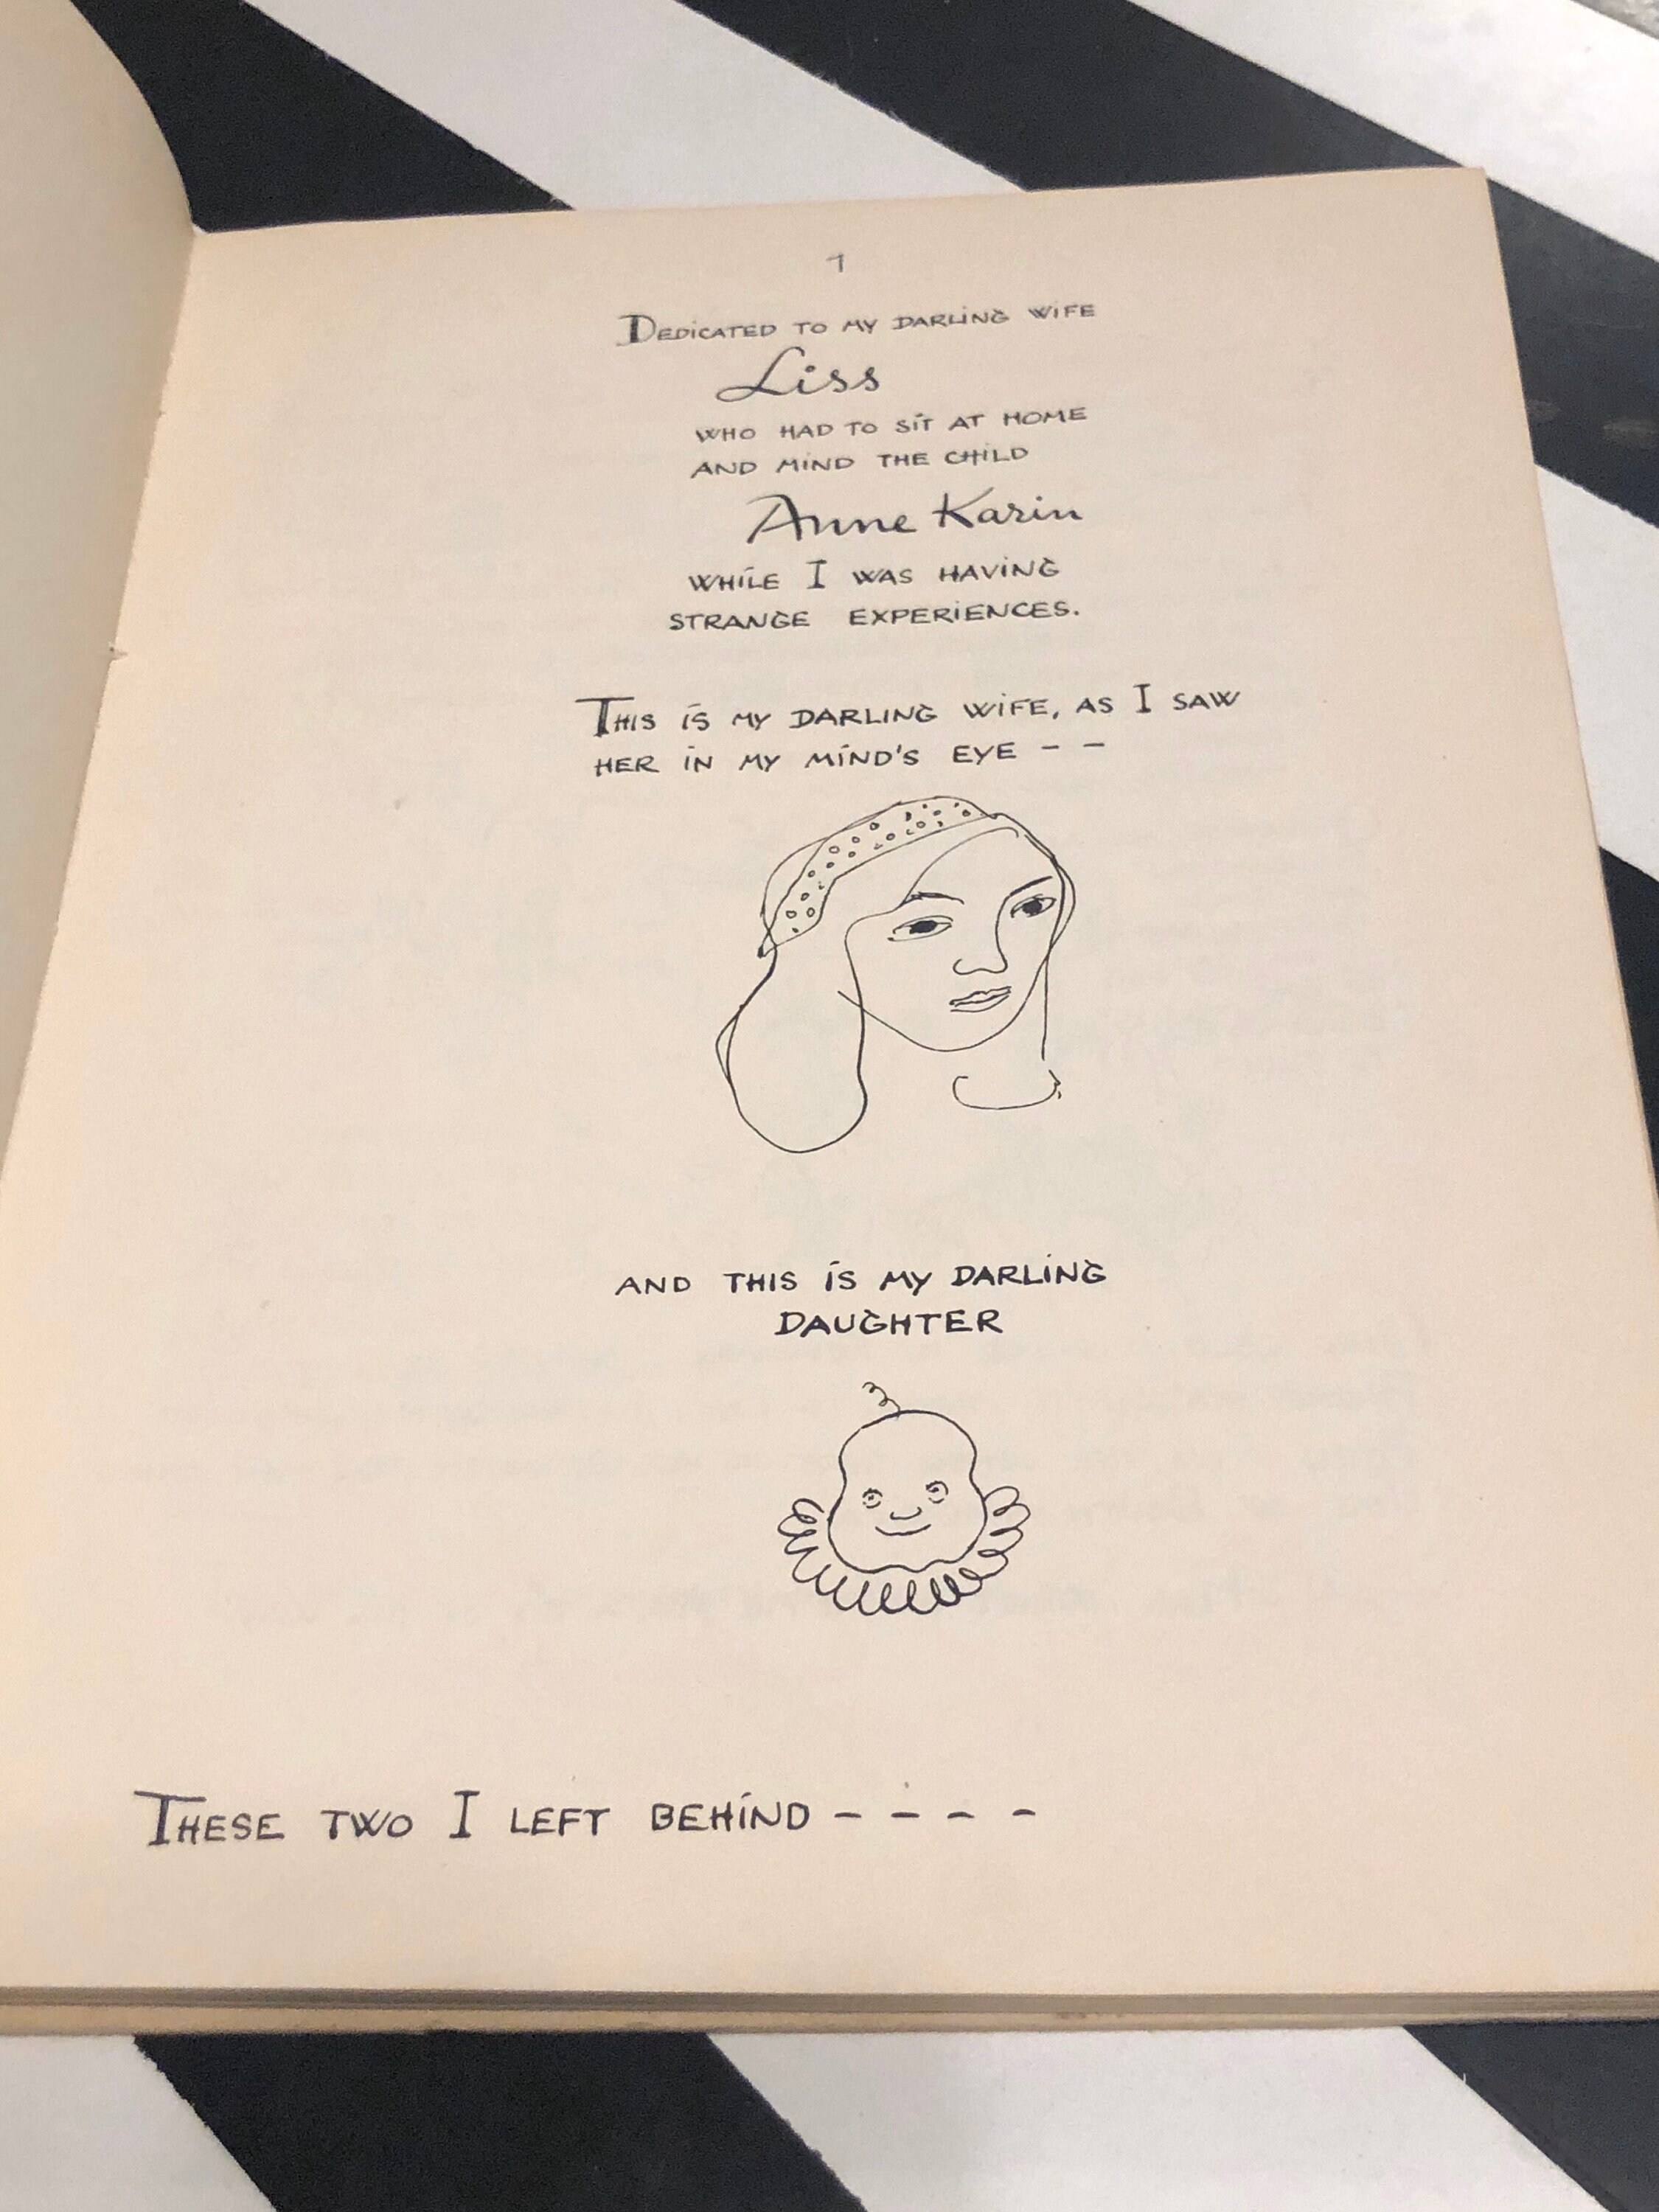 1
DEDICATED TO MY DARLING WIFE
Liss
WHO HAD TO SIT AT HOME
AND MIND THE CHILD
Anne Karin
WHILE I WAS HAVING
STRANGE EXPERIENCES.
THIS IS MY DARLING WIFE, AS I SAW
HER IN MY MIND'S EYE - -
AND THIS IS MY DARLING
DAUGHTER
THESE TWO I LEFT BEHIND - - - -